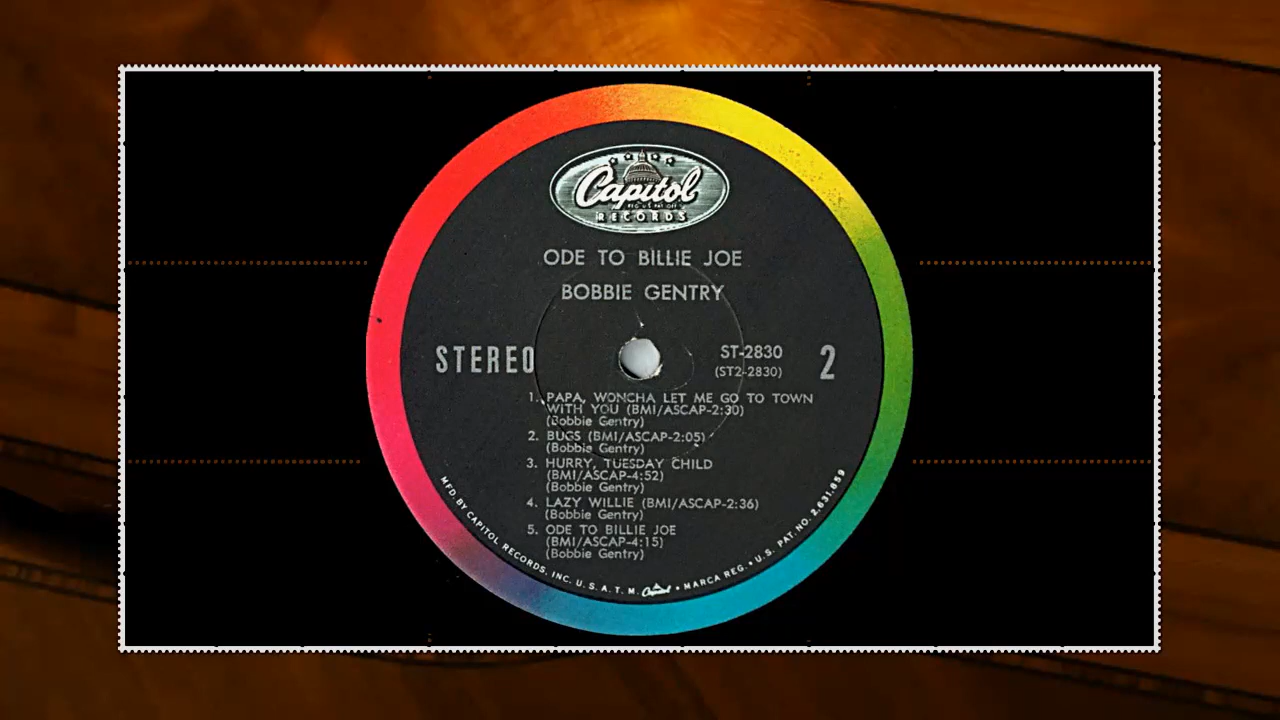 Capitol
RECORDS
ODE TO BILLIE JOE
BOBBIE GENTRY
STEREO
ST-2830
(ST2-2830)
2
1. PAPA, WONCHA LET ME GO TO TOWN
WITH YOU (BMI/ASCAP-2:30)
(Bobbie Gentry)
2. BUGS (BMI/ASCAP-2:05)
(Bobbie Gentry)
3. HURRY, TUESDAY CHILD
(BMI/ASCAP-4:52)
(Bobbie Gentry)
4. LAZY WILLIE (BMI/ASCAP-2:36)
(Bobbie Gentry)
5. ODE TO BILLIE JOE
(BMI/ASCAP-4:15)
(Bobbie Gentry)
MFD. BY CAPITOL RECORDS, INC. U. S. A. T. M. Capitol • MARCA REG. • U. S. PAT. NO. 2,631,859